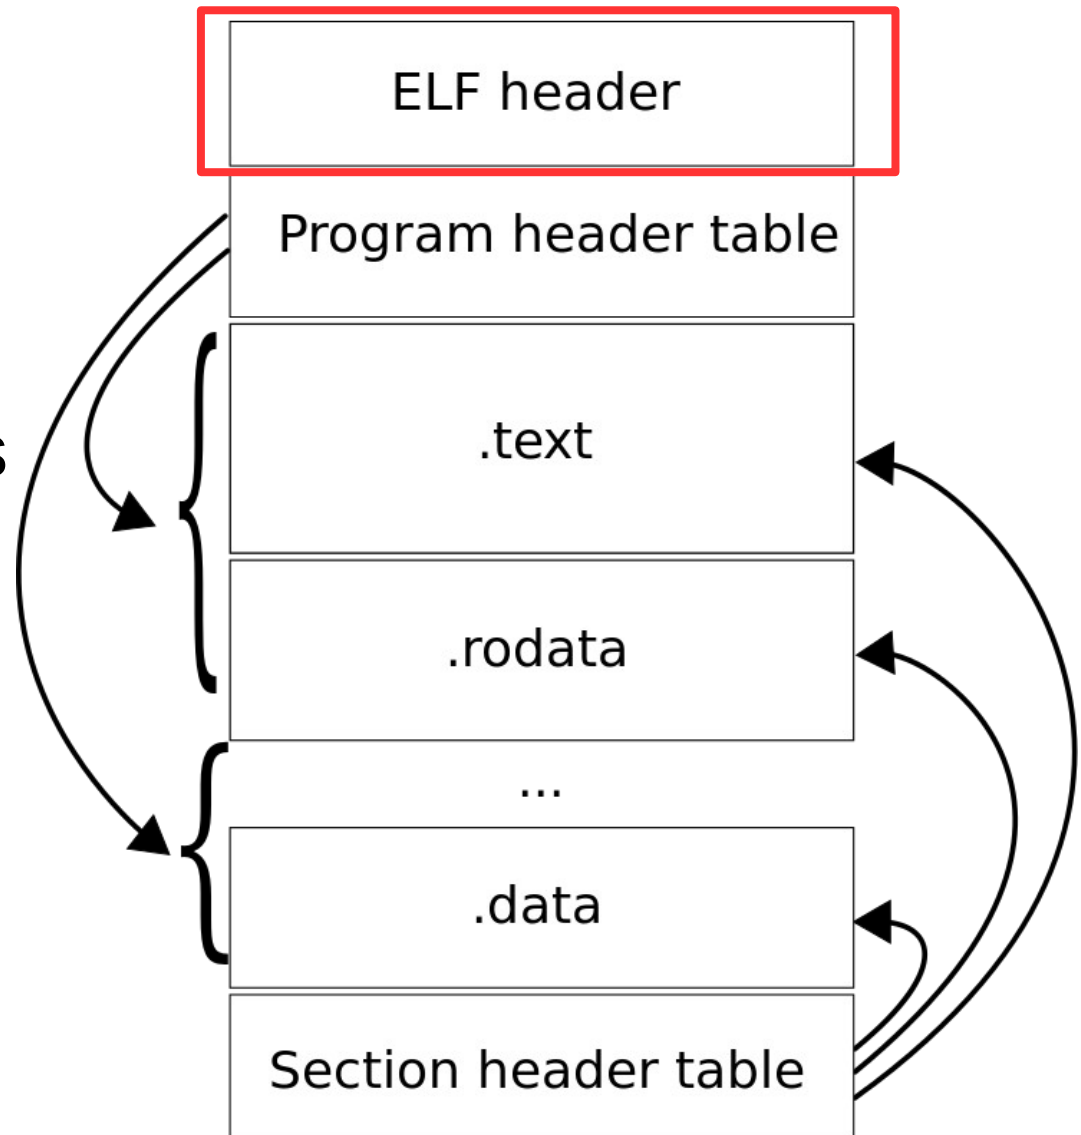 ELF header
Program header table
s
.text
.rodata
...
.data
Section header table